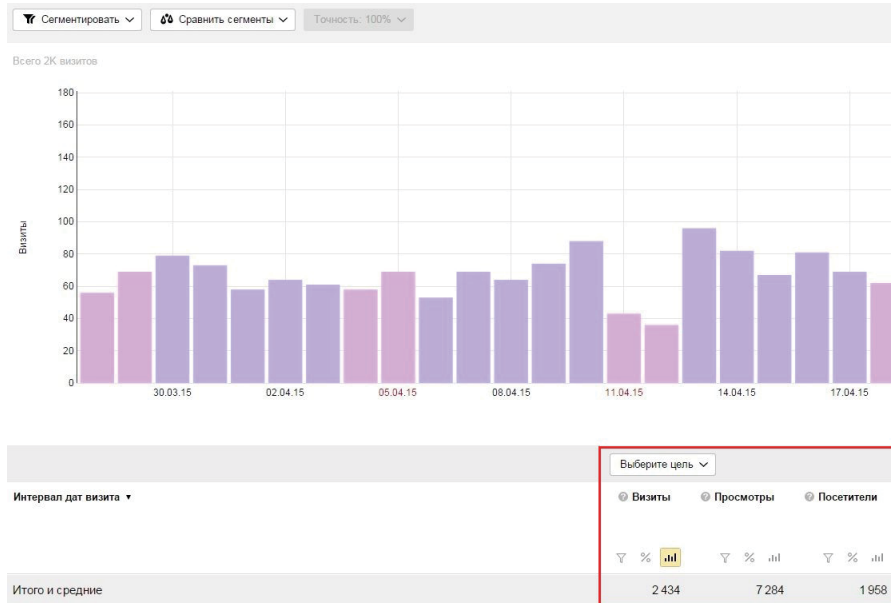 Сегментировать Сравнить сегменты Точность: 100%
Всего 2K визитов
Визиты
180
160
140
120
100
80
60
40
20
0
30.03.15 02.04.15 05.04.15 08.04.15 11.04.15 14.04.15 17.04.15
Выберите цель
Интервал дат визита ▼ ? Визиты ? Просмотры ? Посетители
% % %
Итого и средние 2 434 7 284 1 958